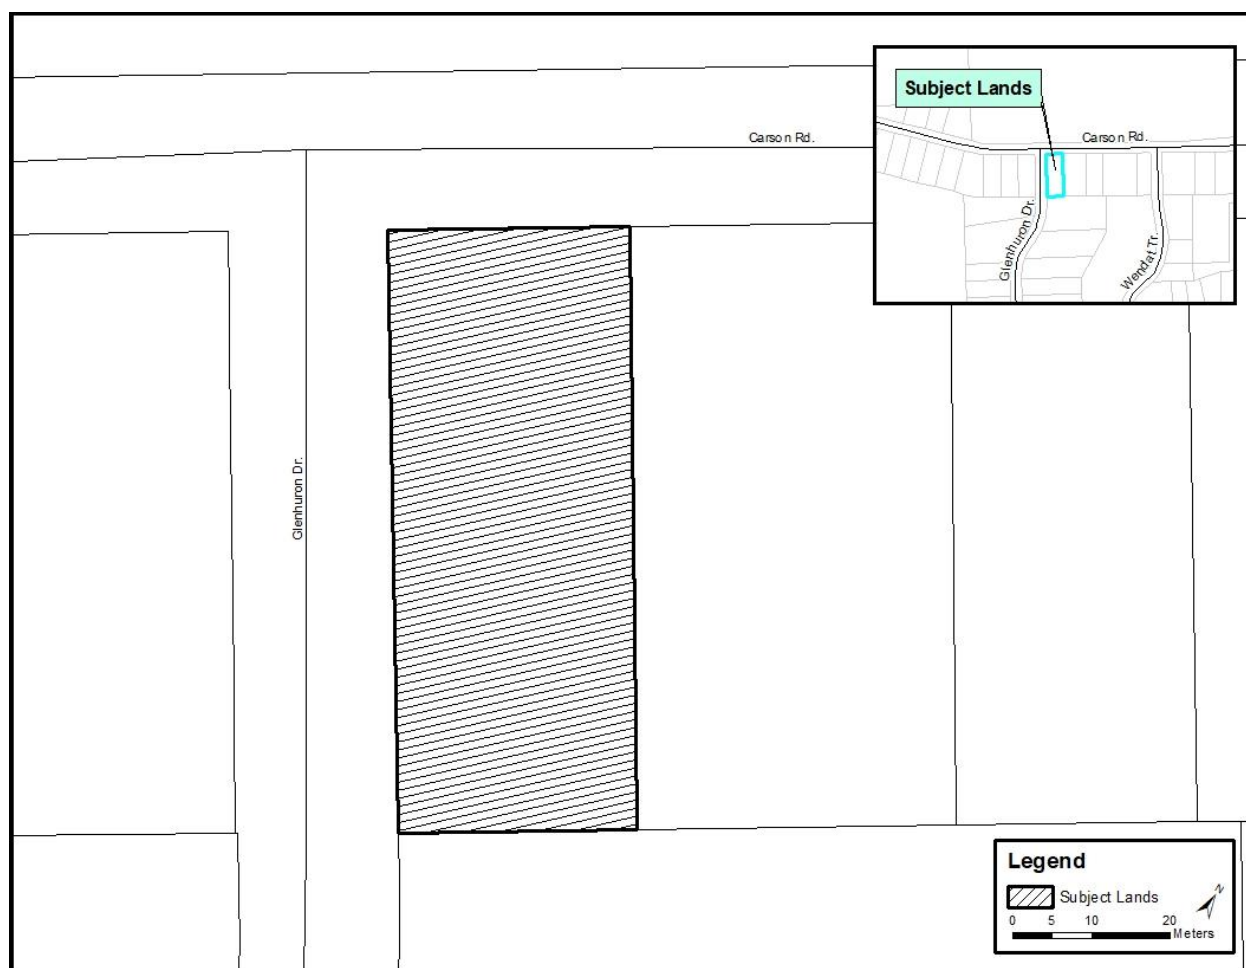 Subject Lands
Carson Rd.
Glenhuron Dr.
Wendat Tr.
Carson Rd.
Glenhuron Dr.
Legend
Subject Lands
N
0 5 10 20
Meters